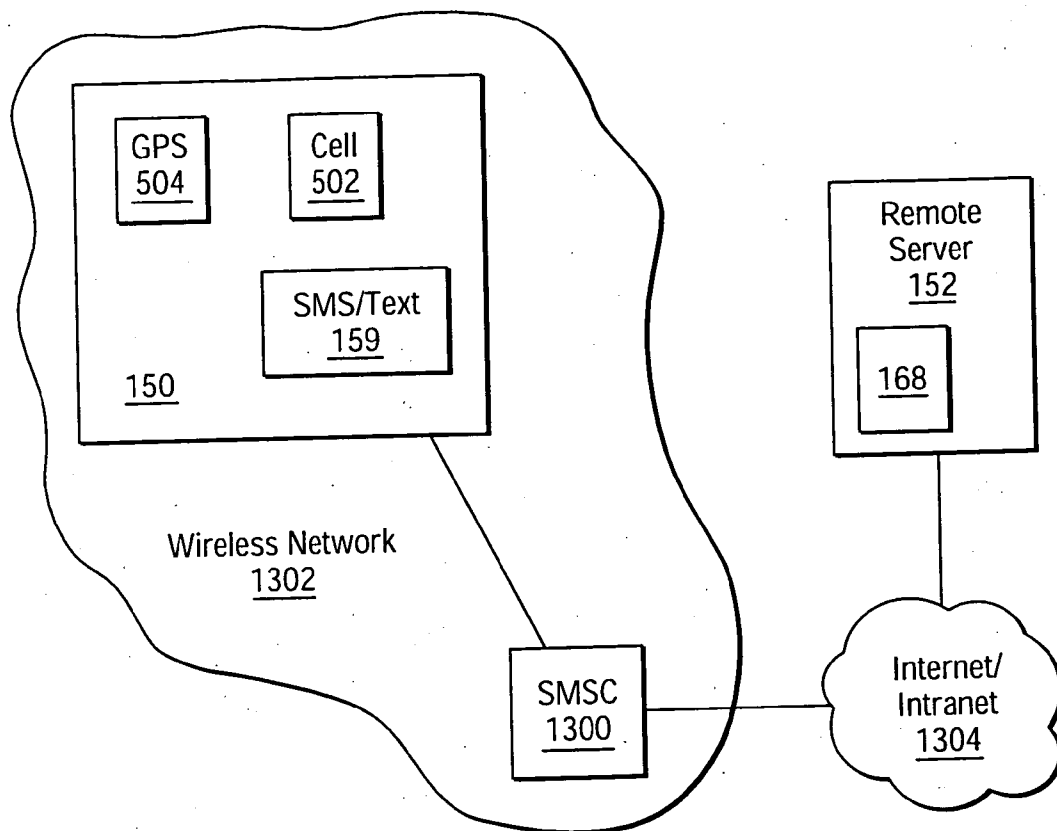 GPS
504
Cell
502
SMS/Text
159
150
Wireless Network
1302
SMSC
1300
Remote
Server
152
168
Internet/
Intranet
1304